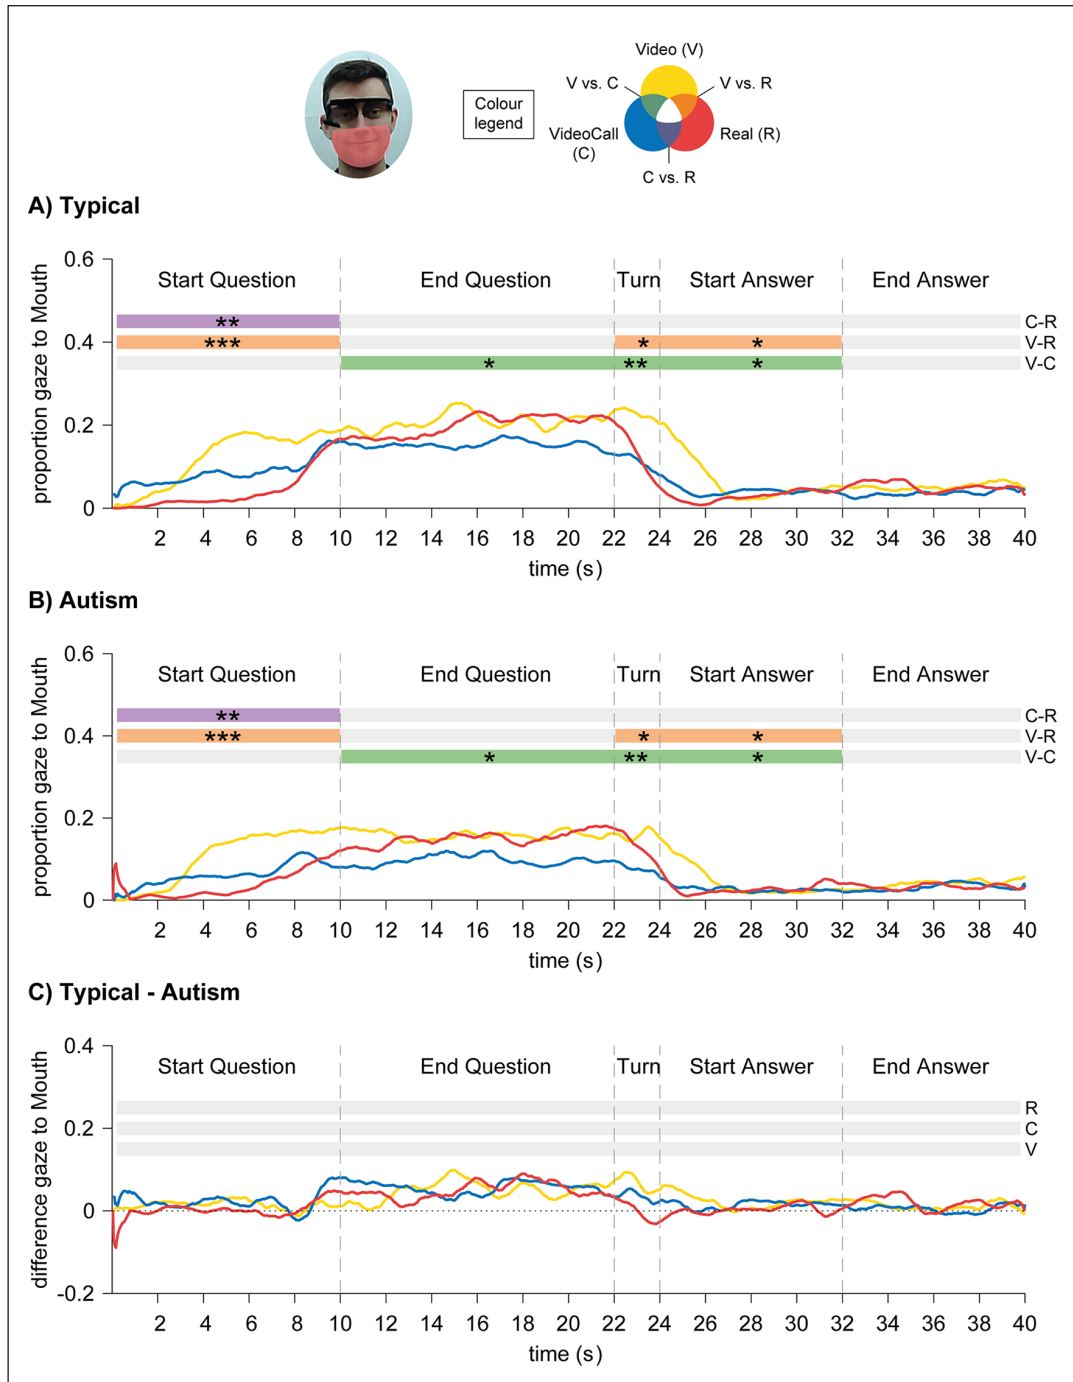 Video (V)
V vs. C
V vs. R
Colour
legend
VideoCall
(C)
Real (R)
C vs. R
A) Typical
proportion gaze to Mouth
0.6
0.4
0.2
0
Start Question
End Question
Turn
Start Answer
End Answer
** C-R
*** * * V-R
* ** * V-C
2 4 6 8 10 12 14 16 18 20 22 24 26 28 30 32 34 36 38 40
time (s)
B) Autism
proportion gaze to Mouth
0.6
0.4
0.2
0
Start Question
End Question
Turn
Start Answer
End Answer
** C-R
*** * * V-R
* ** * V-C
2 4 6 8 10 12 14 16 18 20 22 24 26 28 30 32 34 36 38 40
time (s)
C) Typical - Autism
difference gaze to Mouth
0.4
0.2
0
-0.2
Start Question
End Question
Turn
Start Answer
End Answer
R
C
V
2 4 6 8 10 12 14 16 18 20 22 24 26 28 30 32 34 36 38 40
time (s)